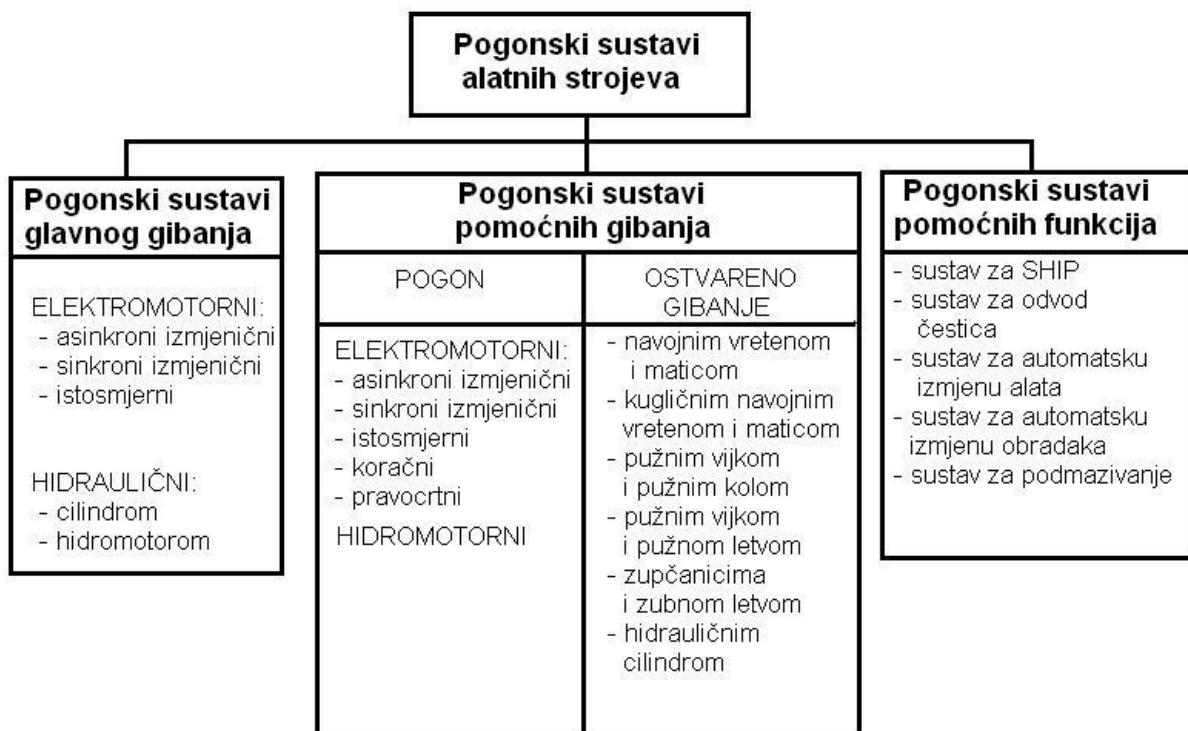 Pogonski sustavi
alatnih strojeva
Pogonski sustavi
glavnog gibanja
ELEKTROMOTORNI:
- asinkroni izmjenični
- sinkroni izmjenični
- istosmjerni
HIDRAULIČNI:
- cilindrom
- hidromotorom
Pogonski sustavi
pomoćnih gibanja
POGON
ELEKTROMOTORNI:
- asinkroni izmjenični
- sinkroni izmjenični
- istosmjerni
- koračni
- pravocrtni
HIDROMOTORNI
OSTVARENO
GIBANJE
- navojnim vretenom
i maticom
- kugličnim navojnim
vretenom i maticom
- pužnim vijkom
i pužnim kolom
- pužnim vijkom
i pužnom letvom
- zupčanicima
i zubnom letvom
- hidrauličnim
cilindrom
Pogonski sustavi
pomoćnih funkcija
- sustav za SHIP
- sustav za odvod
čestica
- sustav za automatsku
izmjenu alata
- sustav za automatsku
izmjenu obradaka
- sustav za podmazivanje